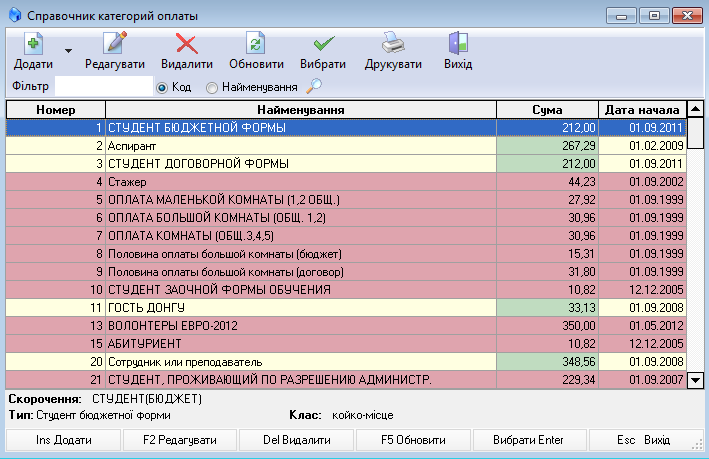 Справочник категорий оплаты
Додати Редагувати Видалити Обновити Вибрати Друкувати Вихід
Фільтр Код Найменування
Номер Найменування Сума Дата начала
1 СТУДЕНТ БЮДЖЕТНОЙ ФОРМЫ 212,00 01.09.2011
2 Аспирант 267,29 01.02.2009
3 СТУДЕНТ ДОГОВОРНОЙ ФОРМЫ 212,00 01.09.2011
4 Стажер 44,23 01.09.2002
5 ОПЛАТА МАЛЕНЬКОЙ КОМНАТЫ (1,2 ОБЩ.) 27,92 01.09.1999
6 ОПЛАТА БОЛЬШОЙ КОМНАТЫ (ОБЩ. 1,2) 30,96 01.09.1999
7 ОПЛАТА КОМНАТЫ (ОБЩ.3,4,5) 30,96 01.09.1999
8 Половина оплаты большой комнаты (бюджет) 15,31 01.09.1999
9 Половина оплаты большой комнаты (договор) 31,80 01.09.1999
10 СТУДЕНТ ЗАОЧНОЙ ФОРМЫ ОБУЧЕНИЯ 10,82 12.12.2005
11 ГОСТЬ ДОНГУ 33,13 01.09.2008
13 ВОЛОНТЕРЫ ЕВРО-2012 350,00 01.05.2012
15 АБИТУРИЕНТ 10,82 12.12.2005
20 Сотрудник или преподаватель 348,56 01.09.2008
21 СТУДЕНТ, ПРОЖИВАЮЩИЙ ПО РАЗРЕШЕНИЮ АДМИНИСТР. 229,34 01.09.2007
Скорочення: СТУДЕНТ(БЮДЖЕТ)
Тип: Студент бюджетної форми Клас: койко-місце
Ins Додати F2 Редагувати Del Видалити F5 Обновити Вибрати Enter Esc Вихід